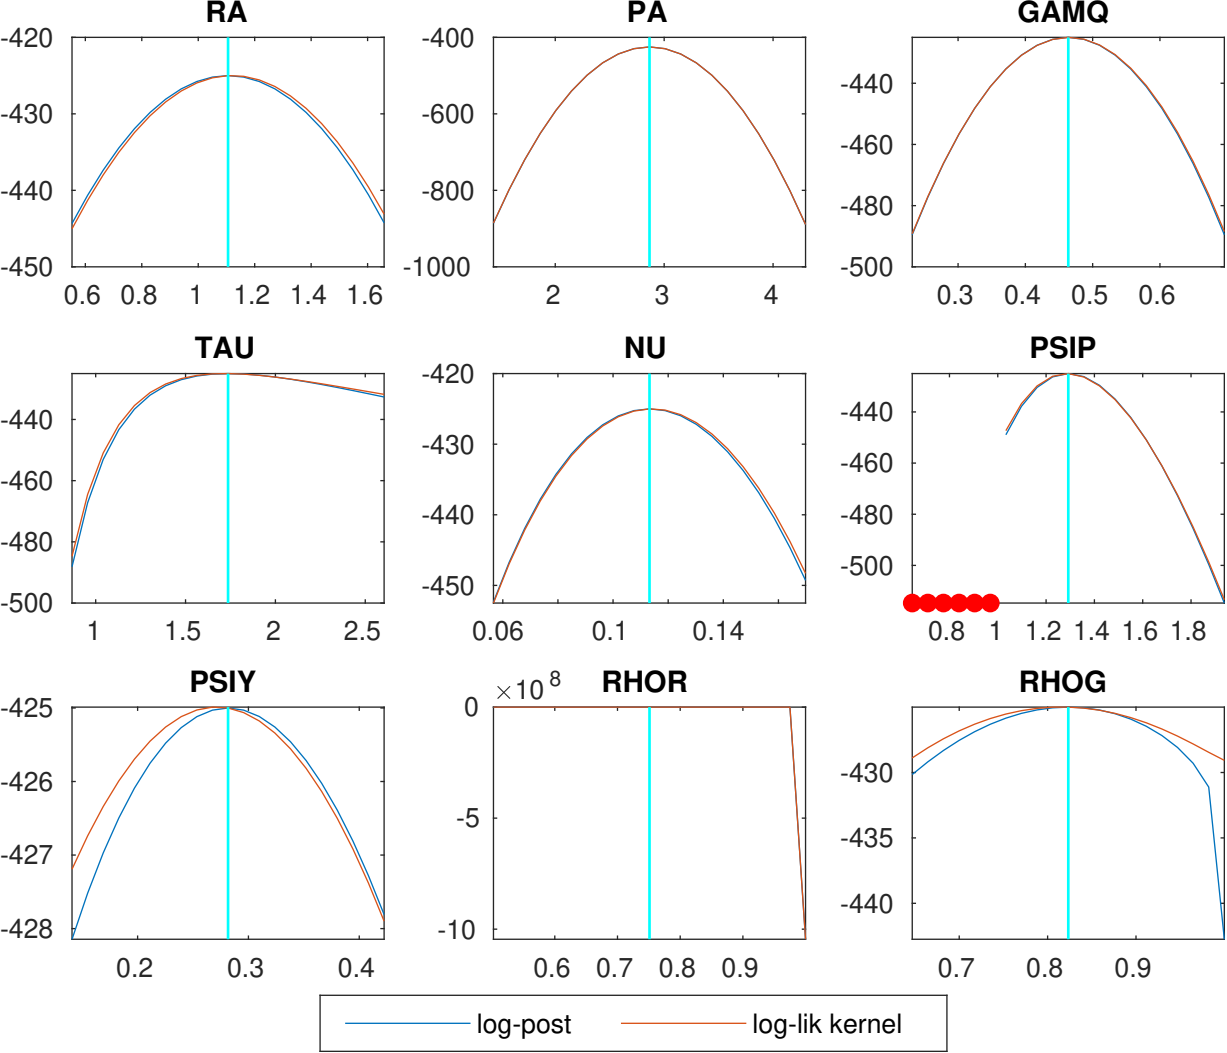 RA PA GAMQ
-420 -400
-430 -600 -440
-460
-440 -800 -480
-450 -1000 -500
0.6 0.8 1 1.2 1.4 1.6 2 3 4 0.3 0.4 0.5 0.6
TAU NU PSIP
-420
-440 -430 -440
-460 -460
-480 -440 -480
-500 -450 -500
1 1.5 2 2.5 0.06 0.1 0.14 0.8 1 1.2 1.4 1.6 1.8
PSIY ×10 8 RHOR RHOG
-425 0
-426 -430
-5
-427 -435
-428 -10 -440
0.2 0.3 0.4 0.6 0.7 0.8 0.9 0.7 0.8 0.9
log-post log-lik kernel